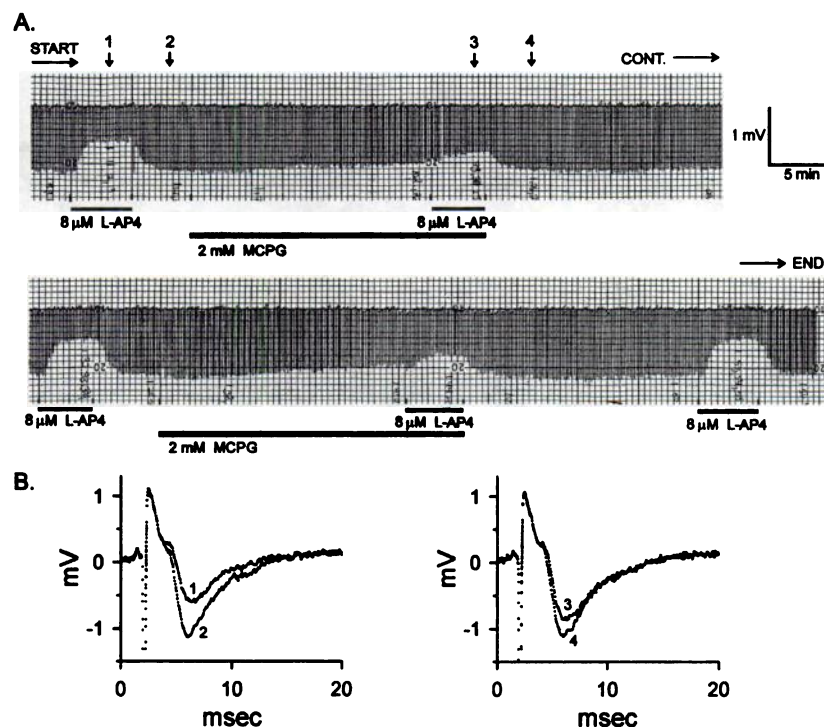 A.
START 1 2 3 4 CONT.
1 mV
5 min
8 µM L-AP4 8 µM L-AP4
2 mM MCPG
END
20 20
8 µM L-AP4 8 µM L-AP4 8 µM L-AP4
2 mM MCPG
B.
1 1
mV 0 mV 0
1 3
2 4
-1 -1
0 10 20 0 10 20
msec msec